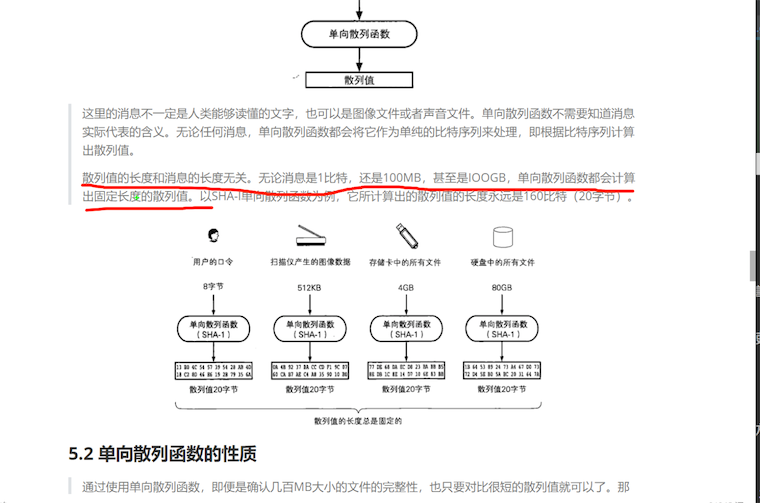 单向散列函数
散列值
这里的消息不一定是人类能够读懂的文字，也可以是图像文件或者声音文件。单向散列函数不需要知道消息
实际代表的含义。无论任何消息，单向散列函数都会将它作为单纯的比特序列来处理，即根据比特序列计算
出散列值。
散列值的长度和消息的长度无关。无论消息是1比特，还是100MB，甚至是IOOGB，单向散列函数都会计算
出固定长度的散列值。以SHA-I单向散列函数为例，它所计算出的散列值的长度永远是160比特（20字节）。
用户的口令 扫描仪产生的图像数据 存储卡中的所有文件 硬盘中的所有文件
8字节 512KB 4GB 80GB
单向散列函数 单向散列函数 单向散列函数 单向散列函数
（SHA-1） （SHA-1） （SHA-1） （SHA-1）
散列值20字节 散列值20字节 散列值20字节 散列值20字节
散列值的长度总是固定的
5.2 单向散列函数的性质
通过使用单向散列函数，即便是确认几百MB大小的文件的完整性，也只要对比很短的散列值就可以了。那